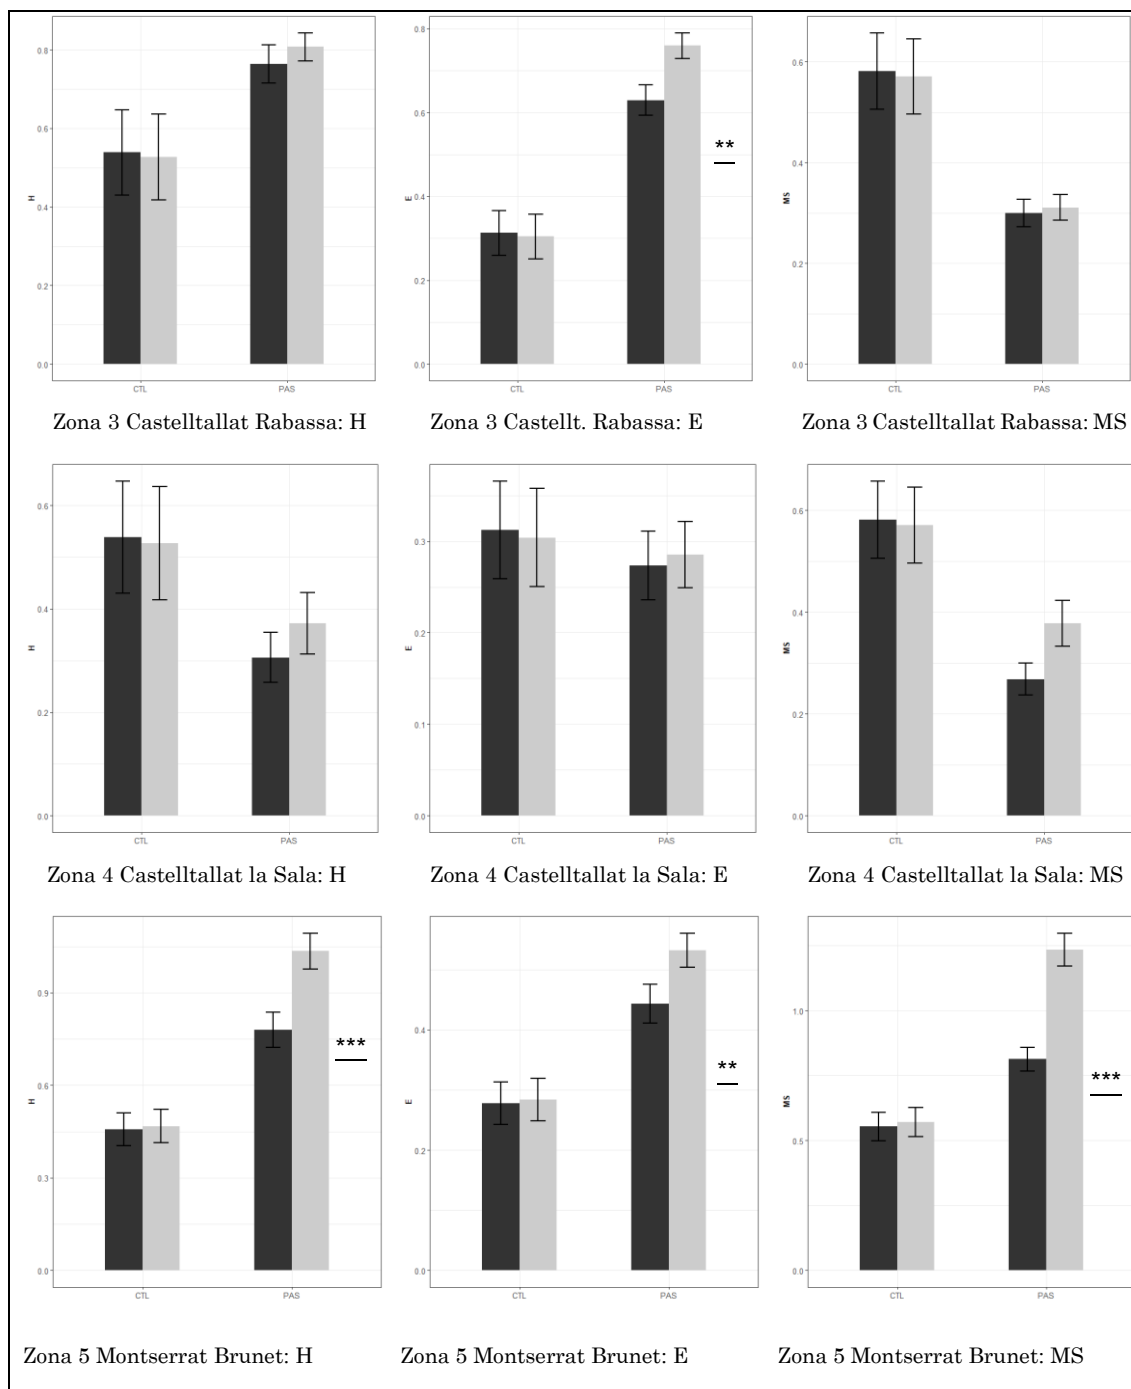 0.8
0.6
0.4
0.2
0.0
H
CTL
PAS
0.8
0.6
0.4
0.2
0.0
E
**
CTL
PAS
0.6
0.4
0.2
0.0
MS
CTL
PAS
Zona 3 Castelltallat Rabassa: H
Zona 3 Castellt. Rabassa: E
Zona 3 Castelltallat Rabassa: MS
0.6
0.4
0.2
0.0
H
CTL
PAS
0.3
0.2
0.1
0.0
E
CTL
PAS
0.6
0.4
0.2
0.0
MS
CTL
PAS
Zona 4 Castelltallat la Sala: H
Zona 4 Castelltallat la Sala: E
Zona 4 Castelltallat la Sala: MS
0.9
0.6
0.3
0.0
H
***
CTL
PAS
0.4
0.2
0.0
E
**
CTL
PAS
1.0
0.5
0.0
MS
***
CTL
PAS
Zona 5 Montserrat Brunet: H
Zona 5 Montserrat Brunet: E
Zona 5 Montserrat Brunet: MS